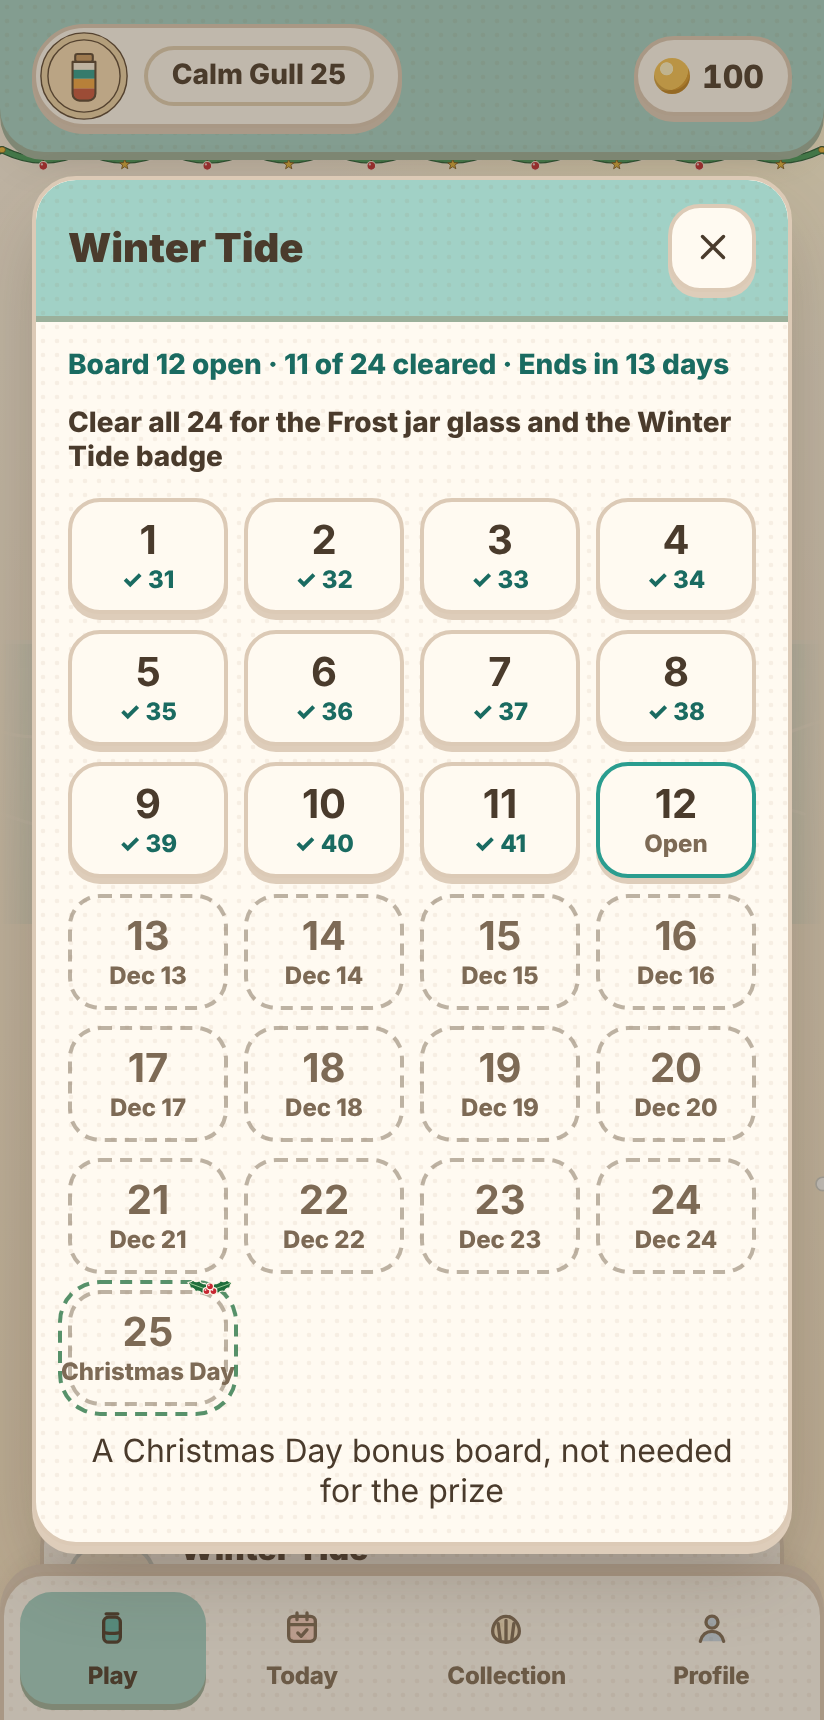 Calm Gull 25
100
Winter Tide
Board 12 open · 11 of 24 cleared · Ends in 13 days
Clear all 24 for the Frost jar glass and the Winter
Tide badge
1 2 3 4
✓ 31 ✓ 32 ✓ 33 ✓ 34
5 6 7 8
✓ 35 ✓ 36 ✓ 37 ✓ 38
9 10 11 12
✓ 39 ✓ 40 ✓ 41 Open
13 14 15 16
Dec 13 Dec 14 Dec 15 Dec 16
17 18 19 20
Dec 17 Dec 18 Dec 19 Dec 20
21 22 23 24
Dec 21 Dec 22 Dec 23 Dec 24
25
Christmas Day
A Christmas Day bonus board, not needed
for the prize
Winter Tide
Play Today Collection Profile